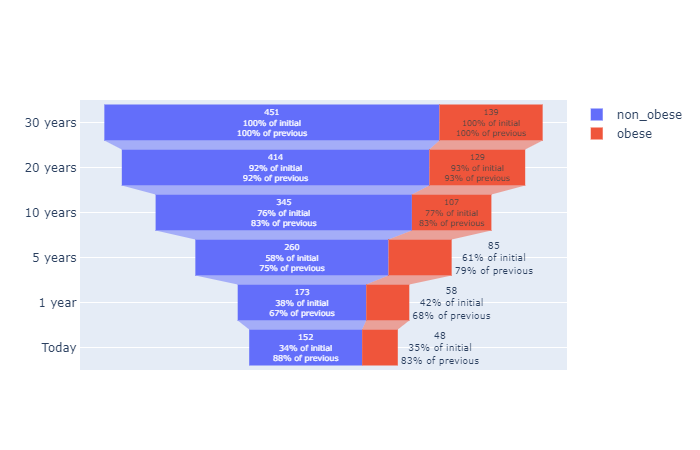 30 years
451
100% of initial
100% of previous
139
100% of initial
100% of previous
20 years
414
92% of initial
92% of previous
129
93% of initial
93% of previous
10 years
345
76% of initial
83% of previous
107
77% of initial
83% of previous
5 years
260
58% of initial
75% of previous
85
61% of initial
79% of previous
1 year
173
38% of initial
67% of previous
58
42% of initial
68% of previous
Today
152
34% of initial
88% of previous
48
35% of initial
83% of previous
non_obese
obese